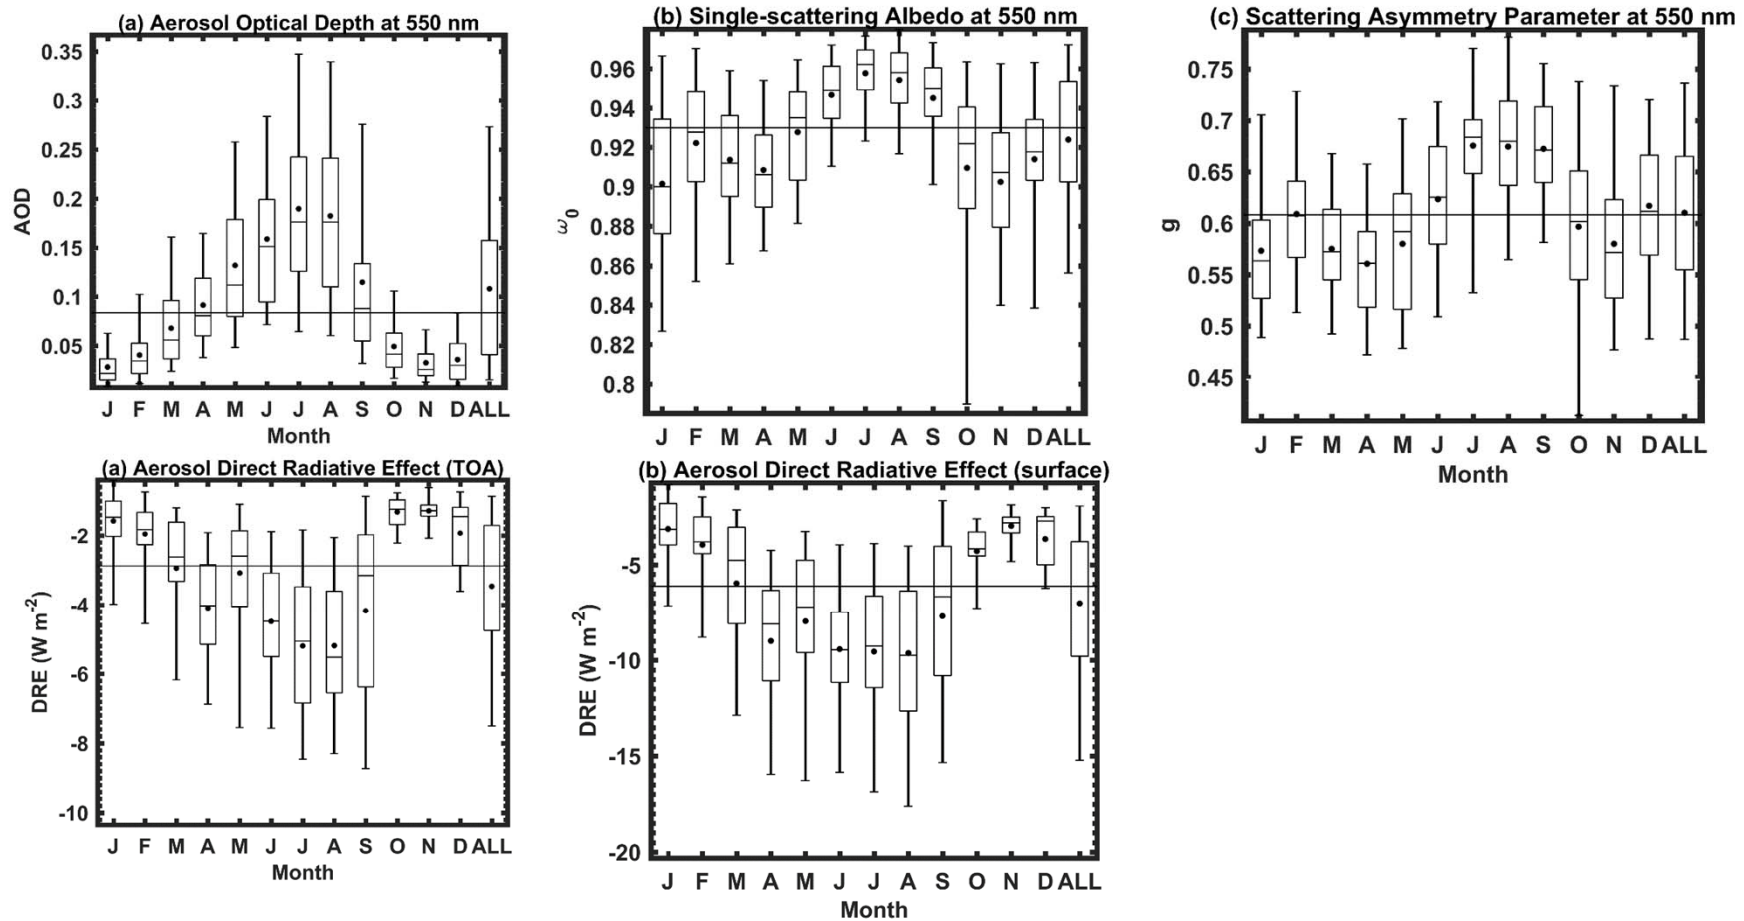 (a) Aerosol Optical Depth at 550 nm
0.35
0.3
0.25
0.2
0.15
0.1
0.05
AOD
J F M A M J J A S O N D ALL
Month
(b) Single-scattering Albedo at 550 nm
0.96
0.94
0.92
0.9
0.88
0.86
0.84
0.82
0.8
ω0
J F M A M J J A S O N D ALL
Month
(c) Scattering Asymmetry Parameter at 550 nm
0.75
0.7
0.65
0.6
0.55
0.5
0.45
g
J F M A M J J A S O N D ALL
Month
(a) Aerosol Direct Radiative Effect (TOA)
-2
-4
-6
-8
-10
DRE (W m-2)
J F M A M J J A S O N D ALL
Month
(b) Aerosol Direct Radiative Effect (surface)
-5
-10
-15
-20
DRE (W m-2)
J F M A M J J A S O N D ALL
Month